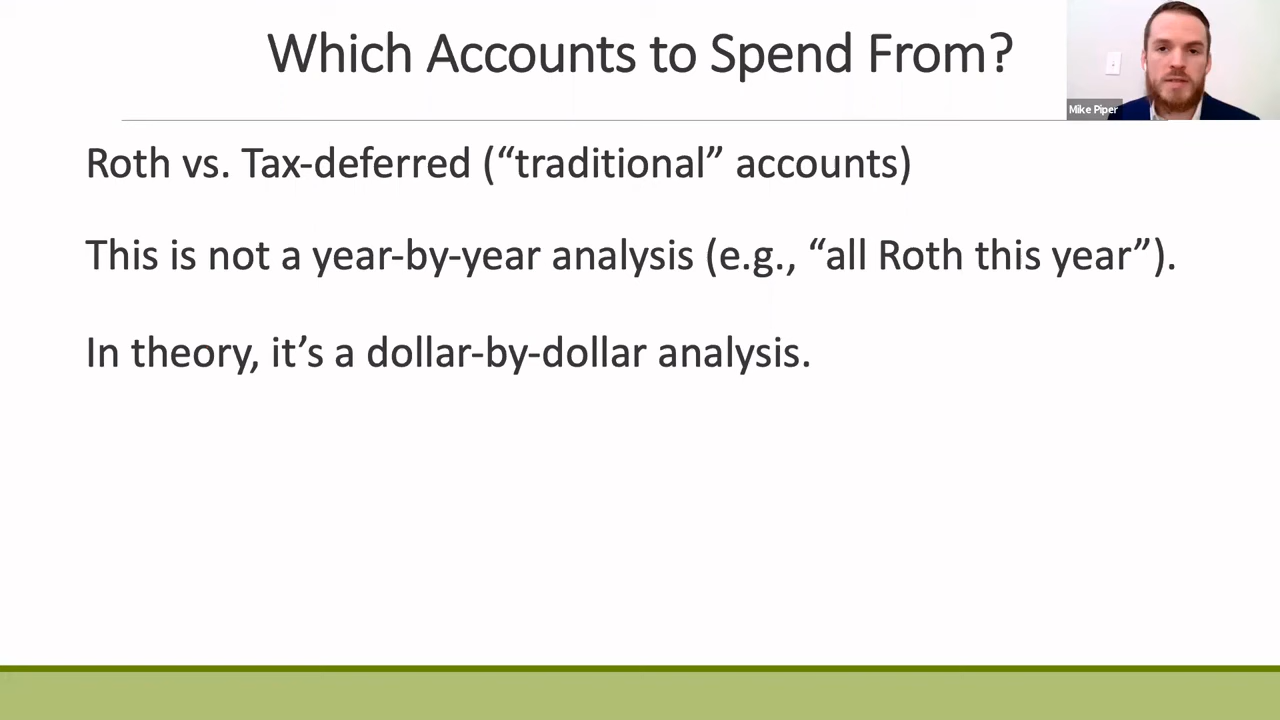 Which Accounts to Spend From?
Mike Piper
Roth vs. Tax-deferred (“traditional” accounts)
This is not a year-by-year analysis (e.g., “all Roth this year”).
In theory, it’s a dollar-by-dollar analysis.